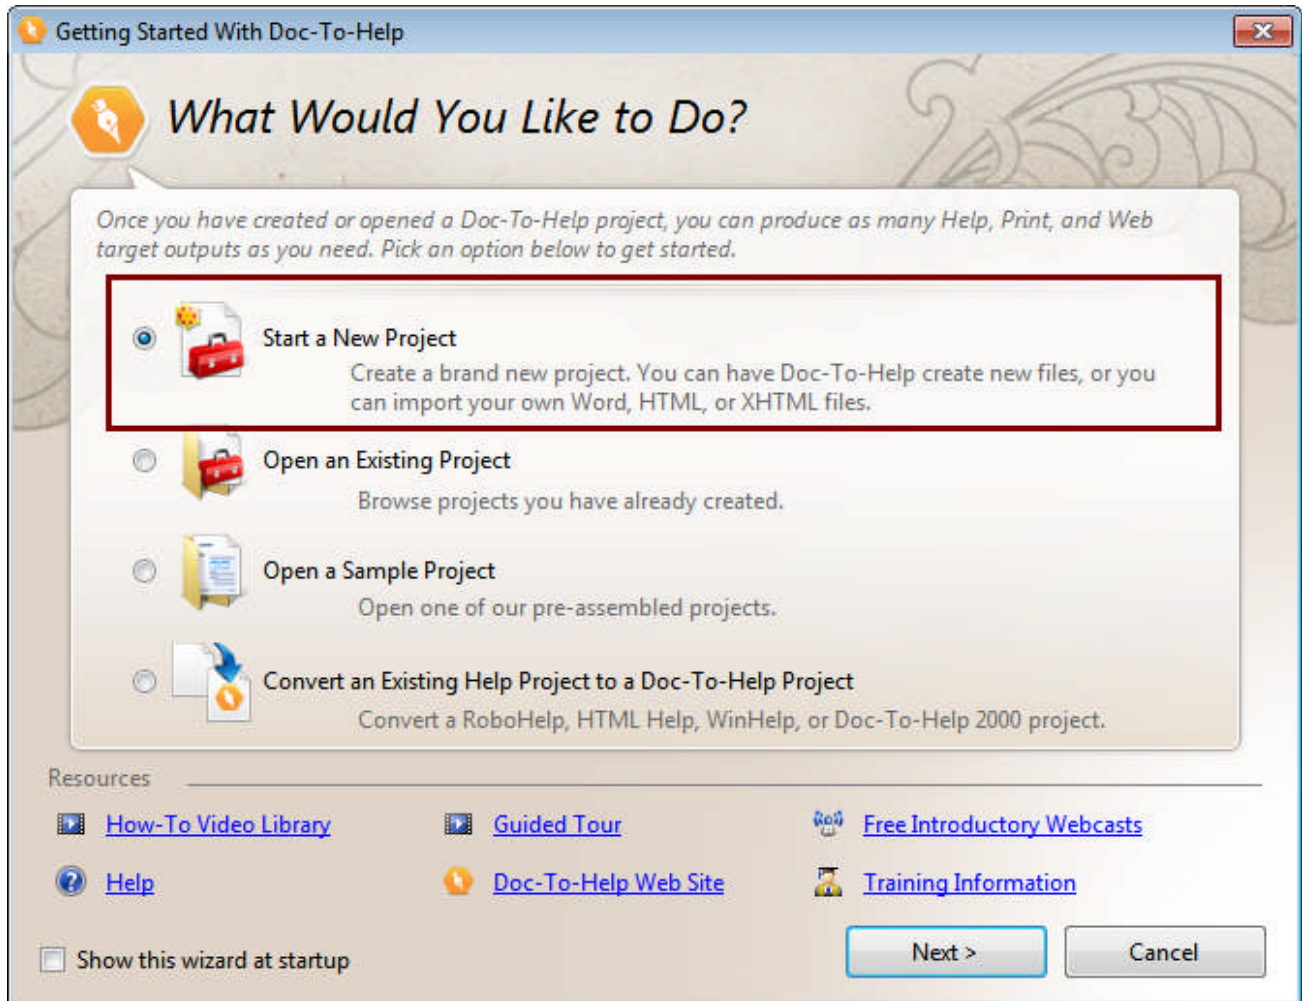 Getting Started With Doc-To-Help
What Would You Like to Do?
Once you have created or opened a Doc-To-Help project, you can produce as many Help, Print, and Web
target outputs as you need. Pick an option below to get started.
Start a New Project
Create a brand new project. You can have Doc-To-Help create new files, or you
can import your own Word, HTML, or XHTML files.
Open an Existing Project
Browse projects you have already created.
Open a Sample Project
Open one of our pre-assembled projects.
Convert an Existing Help Project to a Doc-To-Help Project
Convert a RoboHelp, HTML Help, WinHelp, or Doc-To-Help 2000 project.
Resources
How-To Video Library
Guided Tour
Free Introductory Webcasts
Help
Doc-To-Help Web Site
Training Information
Show this wizard at startup
Next >
Cancel